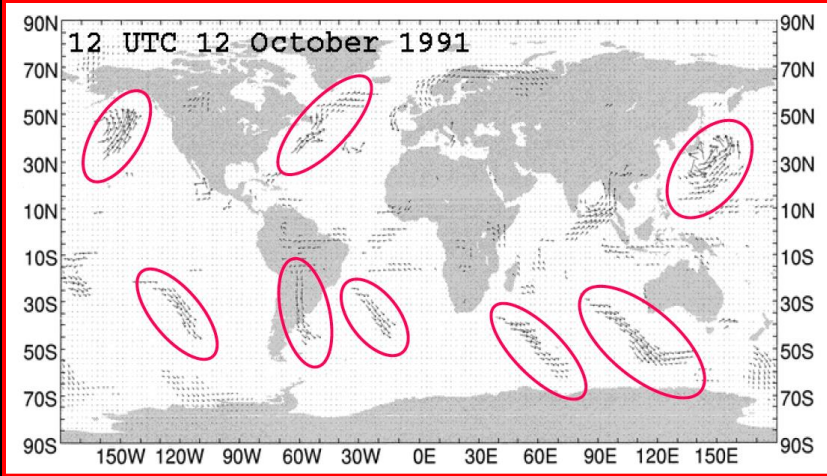 90N 90N
12 UTC 12 October 1991
70N 70N
50N 50N
30N 30N
10N 10N
10S 10S
30S 30S
50S 50S
70S 70S
90S 90S
150W 120W 90W 60W 30W 0E 30E 60E 90E 120E 150E